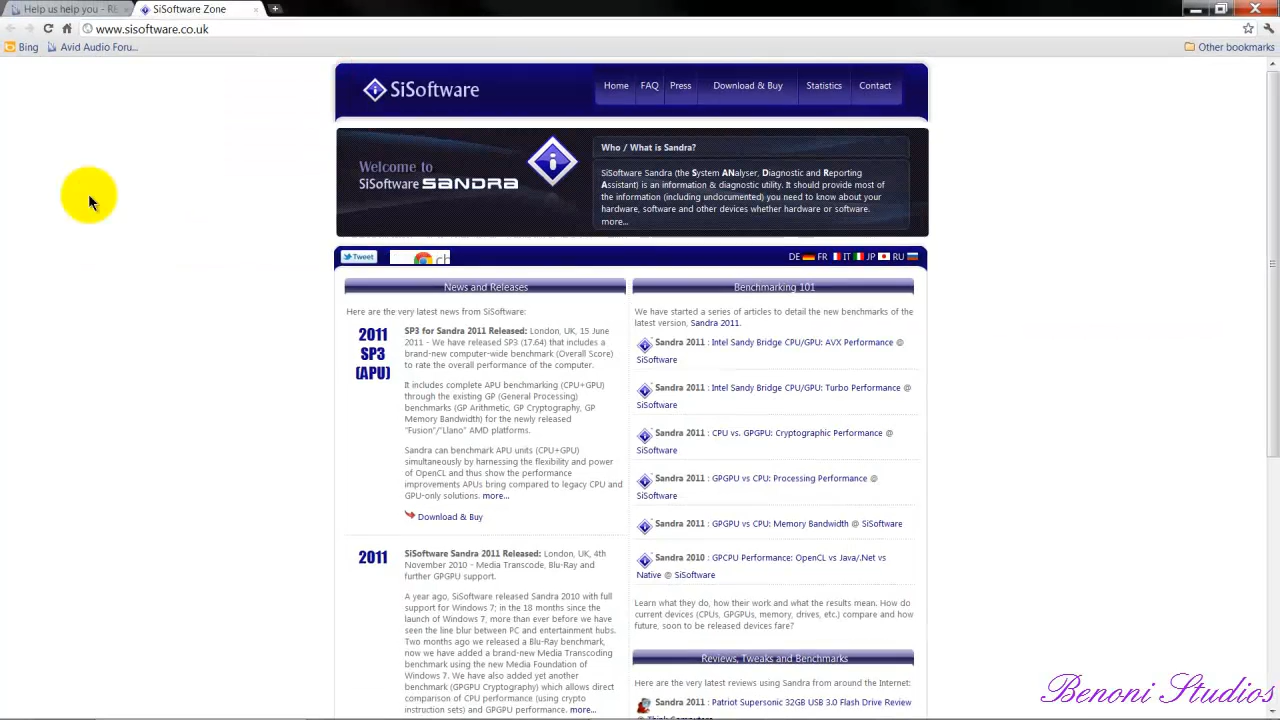 Help us help you - RE
SiSoftware Zone
www.sisoftware.co.uk
Bing
Avid Audio Foru...
Other bookmarks
SiSoftware
Home
FAQ
Press
Download & Buy
Statistics
Contact
Welcome to
SiSoftware SANDRA
Who / What is Sandra?
SiSoftware Sandra (the System ANalyser, Diagnostic and Reporting
Assistant) is an information & diagnostic utility. It should provide most of
the information (including undocumented) you need to know about your
hardware, software and other devices whether hardware or software.
more...
Tweet
ch
DE FR IT JP RU
News and Releases
Here are the very latest news from SiSoftware:
2011
SP3
(APU)
SP3 for Sandra 2011 Released: London, UK, 15 June
2011 - We have released SP3 (17.64) that includes a
brand-new computer-wide benchmark (Overall Score)
to rate the overall performance of the computer.
It includes complete APU benchmarking (CPU+GPU)
through the existing GP (General Processing)
benchmarks (GP Arithmetic, GP Cryptography, GP
Memory Bandwidth) for the newly released
"Fusion"/"Llano" AMD platforms.
Sandra can benchmark APU units (CPU+GPU)
simultaneously by harnessing the flexibility and power
of OpenCL and thus show the performance
improvements APUs bring compared to legacy CPU and
GPU-only solutions. more...
Download & Buy
2011
SiSoftware Sandra 2011 Released: London, UK, 4th
November 2010 - Media Transcode, Blu-Ray and
further GPGPU support.
A year ago, SiSoftware released Sandra 2010 with full
support for Windows 7; in the 18 months since the
launch of Windows 7, more than ever before we have
seen the line blur between PC and entertainment hubs.
Two months ago we released a Blu-Ray benchmark,
now we have added a brand-new Media Transcoding
benchmark using the new Media Foundation of
Windows 7. We have also added yet another
benchmark (GPGPU Cryptography) which allows direct
comparison of CPU performance (using crypto
instruction sets) and GPGPU performance. more...
Benchmarking 101
We have started a series of articles to detail the new benchmarks of the
latest version, Sandra 2011.
Sandra 2011 : Intel Sandy Bridge CPU/GPU: AVX Performance @
SiSoftware
Sandra 2011 : Intel Sandy Bridge CPU/GPU: Turbo Performance @
SiSoftware
Sandra 2011 : CPU vs. GPGPU: Cryptographic Performance @
SiSoftware
Sandra 2011 : GPGPU vs CPU: Processing Performance @
SiSoftware
Sandra 2011 : GPGPU vs CPU: Memory Bandwidth @ SiSoftware
Sandra 2010 : GPCPU Performance: OpenCL vs Java/.Net vs
Native @ SiSoftware
Learn what they do, how their work and what the results mean. How do
current devices (CPUs, GPGPUs, memory, drives, etc.) compare and how
future, soon to be released devices fare?
Reviews, Tweaks and Benchmarks
Here are the very latest reviews using Sandra from around the Internet:
Sandra 2011 : Patriot Supersonic 32GB USB 3.0 Flash Drive Review
@ Think Computers
Benoni Studios